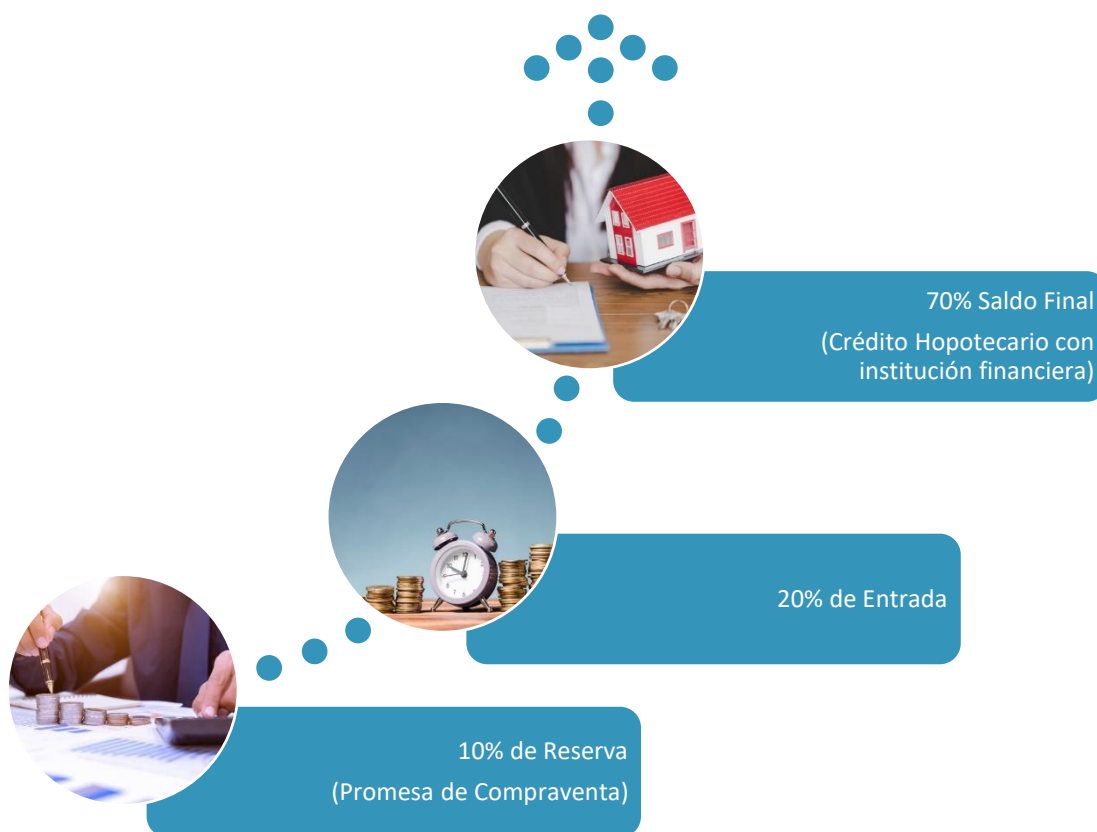 70% Saldo Final
(Crédito Hopotecario con
institución financiera)
20% de Entrada
10% de Reserva
(Promesa de Compraventa)